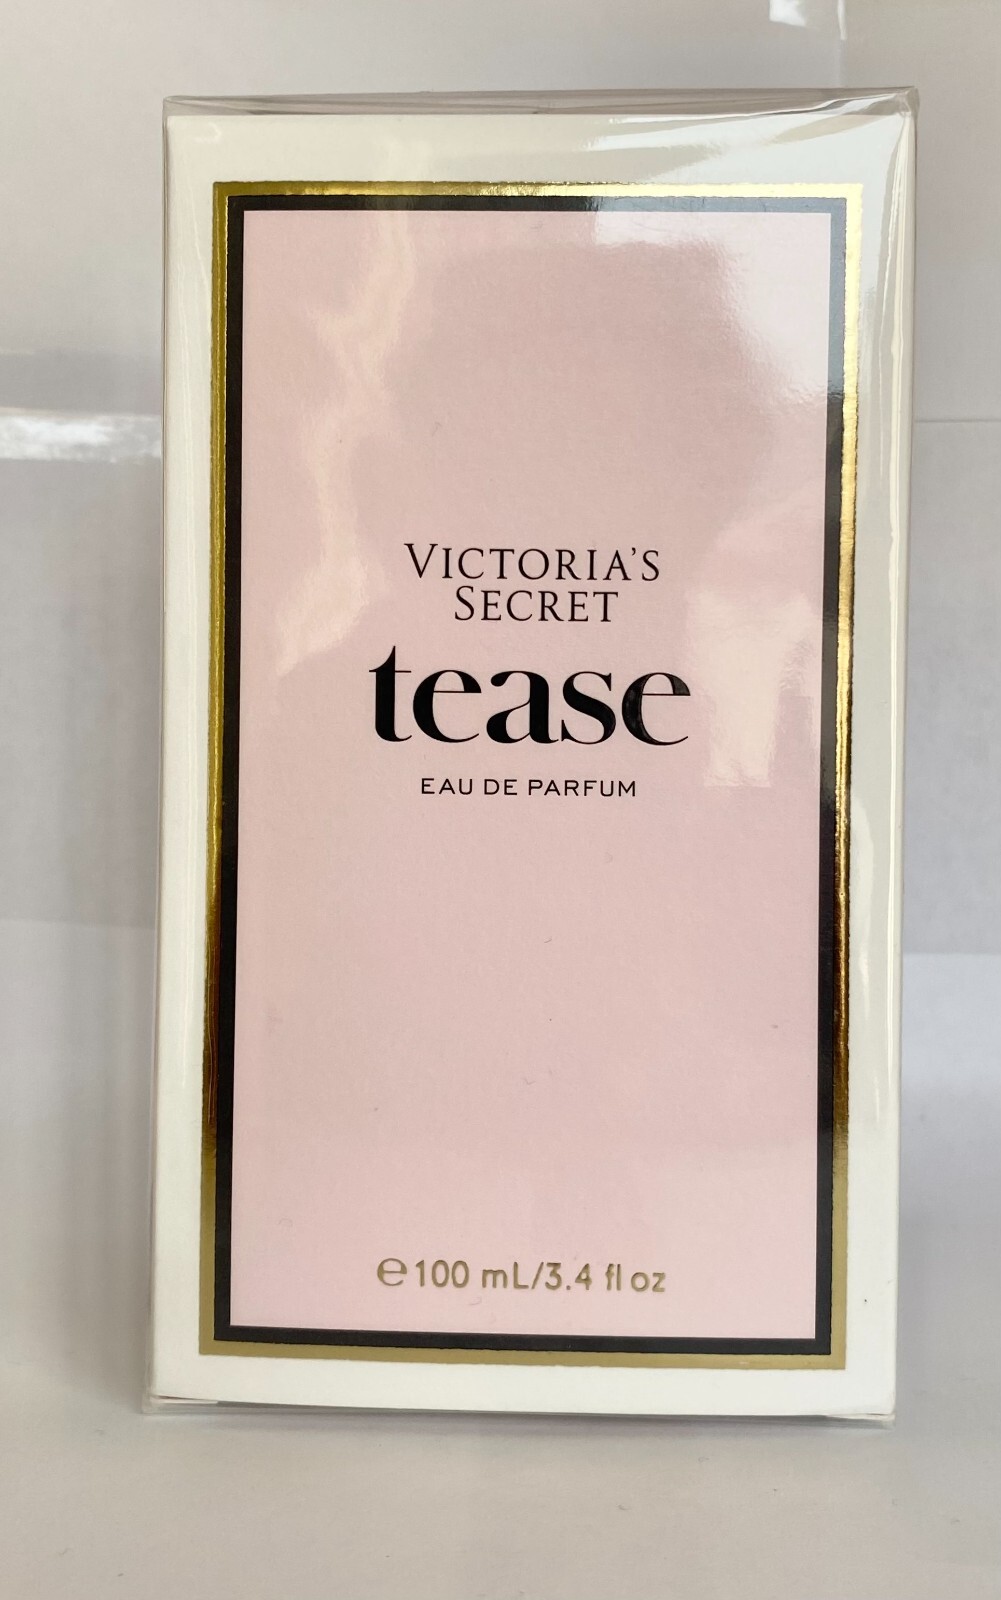 VICTORIA'S
SECRET
tease
EAU DE PARFUM
℮100 mL/3.4 fl oz